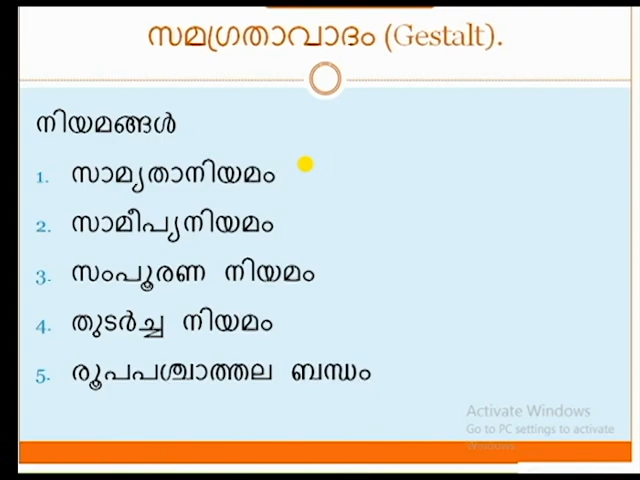 സമഗ്രതാവാദം (Gestalt).
നിയമങ്ങൾ
1. സാമ്യതാനിയമം
2. സാമീപ്യനിയമം
3. സംപൂരണ നിയമം
4. തുടർച്ച നിയമം
5. രൂപപശ്ചാത്തല ബന്ധം
Activate Windows
Go to PC settings to activate
Windows.